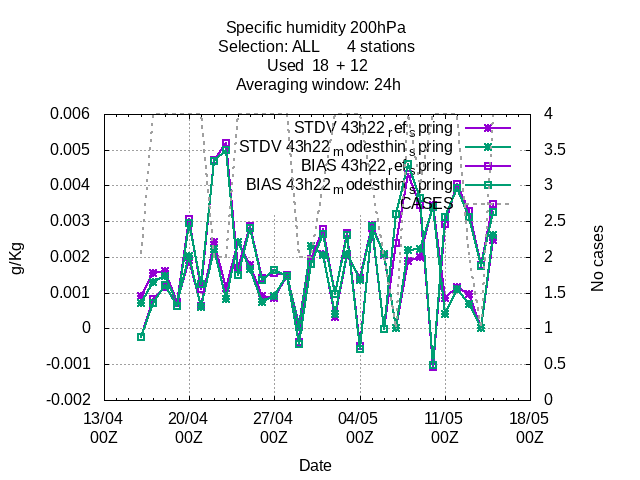 Specific humidity 200hPa
Selection: ALL 4 stations
Used 18 + 12
Averaging window: 24h
STDV 43h22_ref_spring
STDV 43h22_modesthin_spring
BIAS 43h22_ref_spring
BIAS 43h22_modesthin_spring
CASES
0.006
0.005
0.004
0.003
0.002
0.001
0
-0.001
-0.002
g/Kg
4
3.5
3
2.5
2
1.5
1
0.5
0
No cases
13/04 20/04 27/04 04/05 11/05 18/05
00Z 00Z 00Z 00Z 00Z 00Z
Date